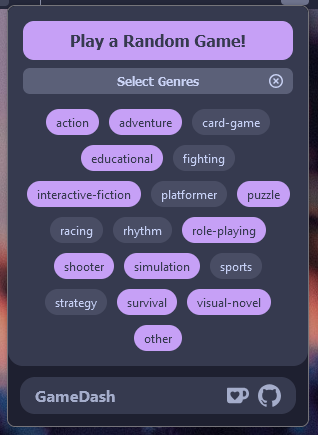 Play a Random Game!
Select Genres
action adventure card-game
educational fighting
interactive-fiction platformer puzzle
racing rhythm role-playing
shooter simulation sports
strategy survival visual-novel
other
GameDash